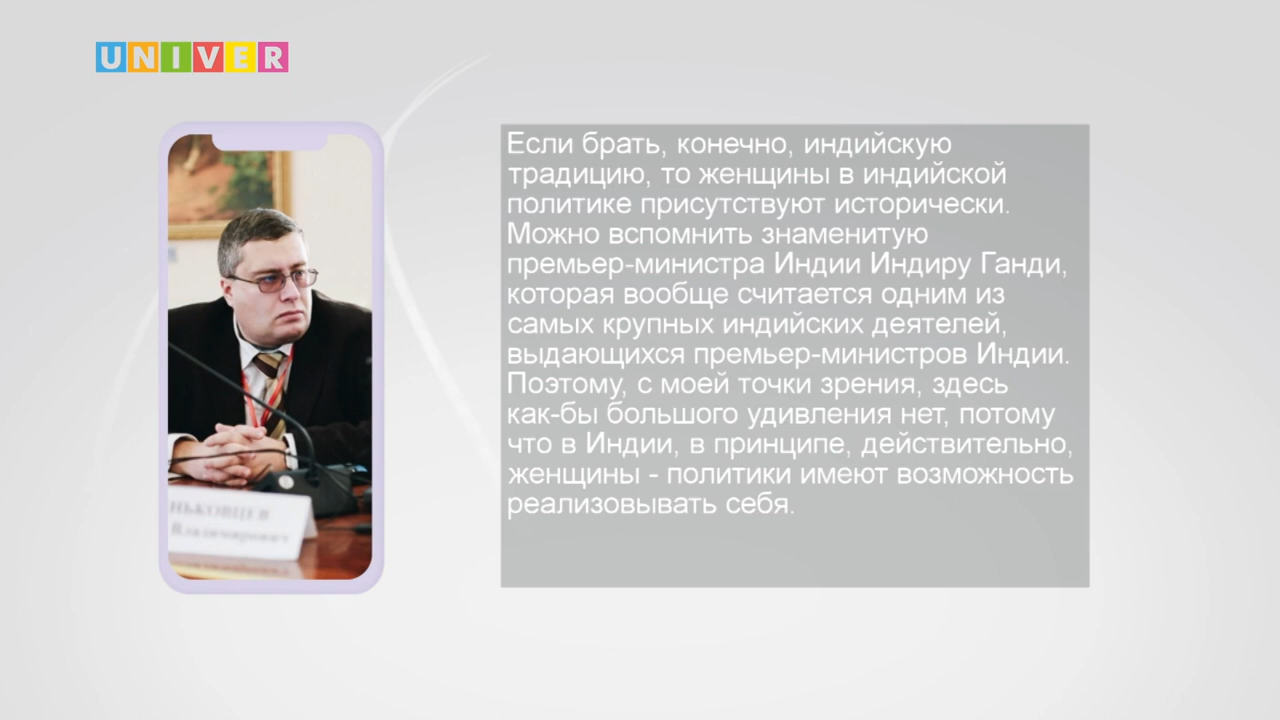 UNIVER
Если брать, конечно, индийскую
традицию, то женщины в индийской
политике присутствуют исторически.
Можно вспомнить знаменитую
премьер-министра Индии Индиру Ганди,
которая вообще считается одним из
самых крупных индийских деятелей,
выдающихся премьер-министров Индии.
Поэтому, с моей точки зрения, здесь
как-бы большого удивления нет, потому
что в Индии, в принципе, действительно,
женщины - политики имеют возможность
реализовывать себя.
НЬКОВЦЕВ
Владимирович